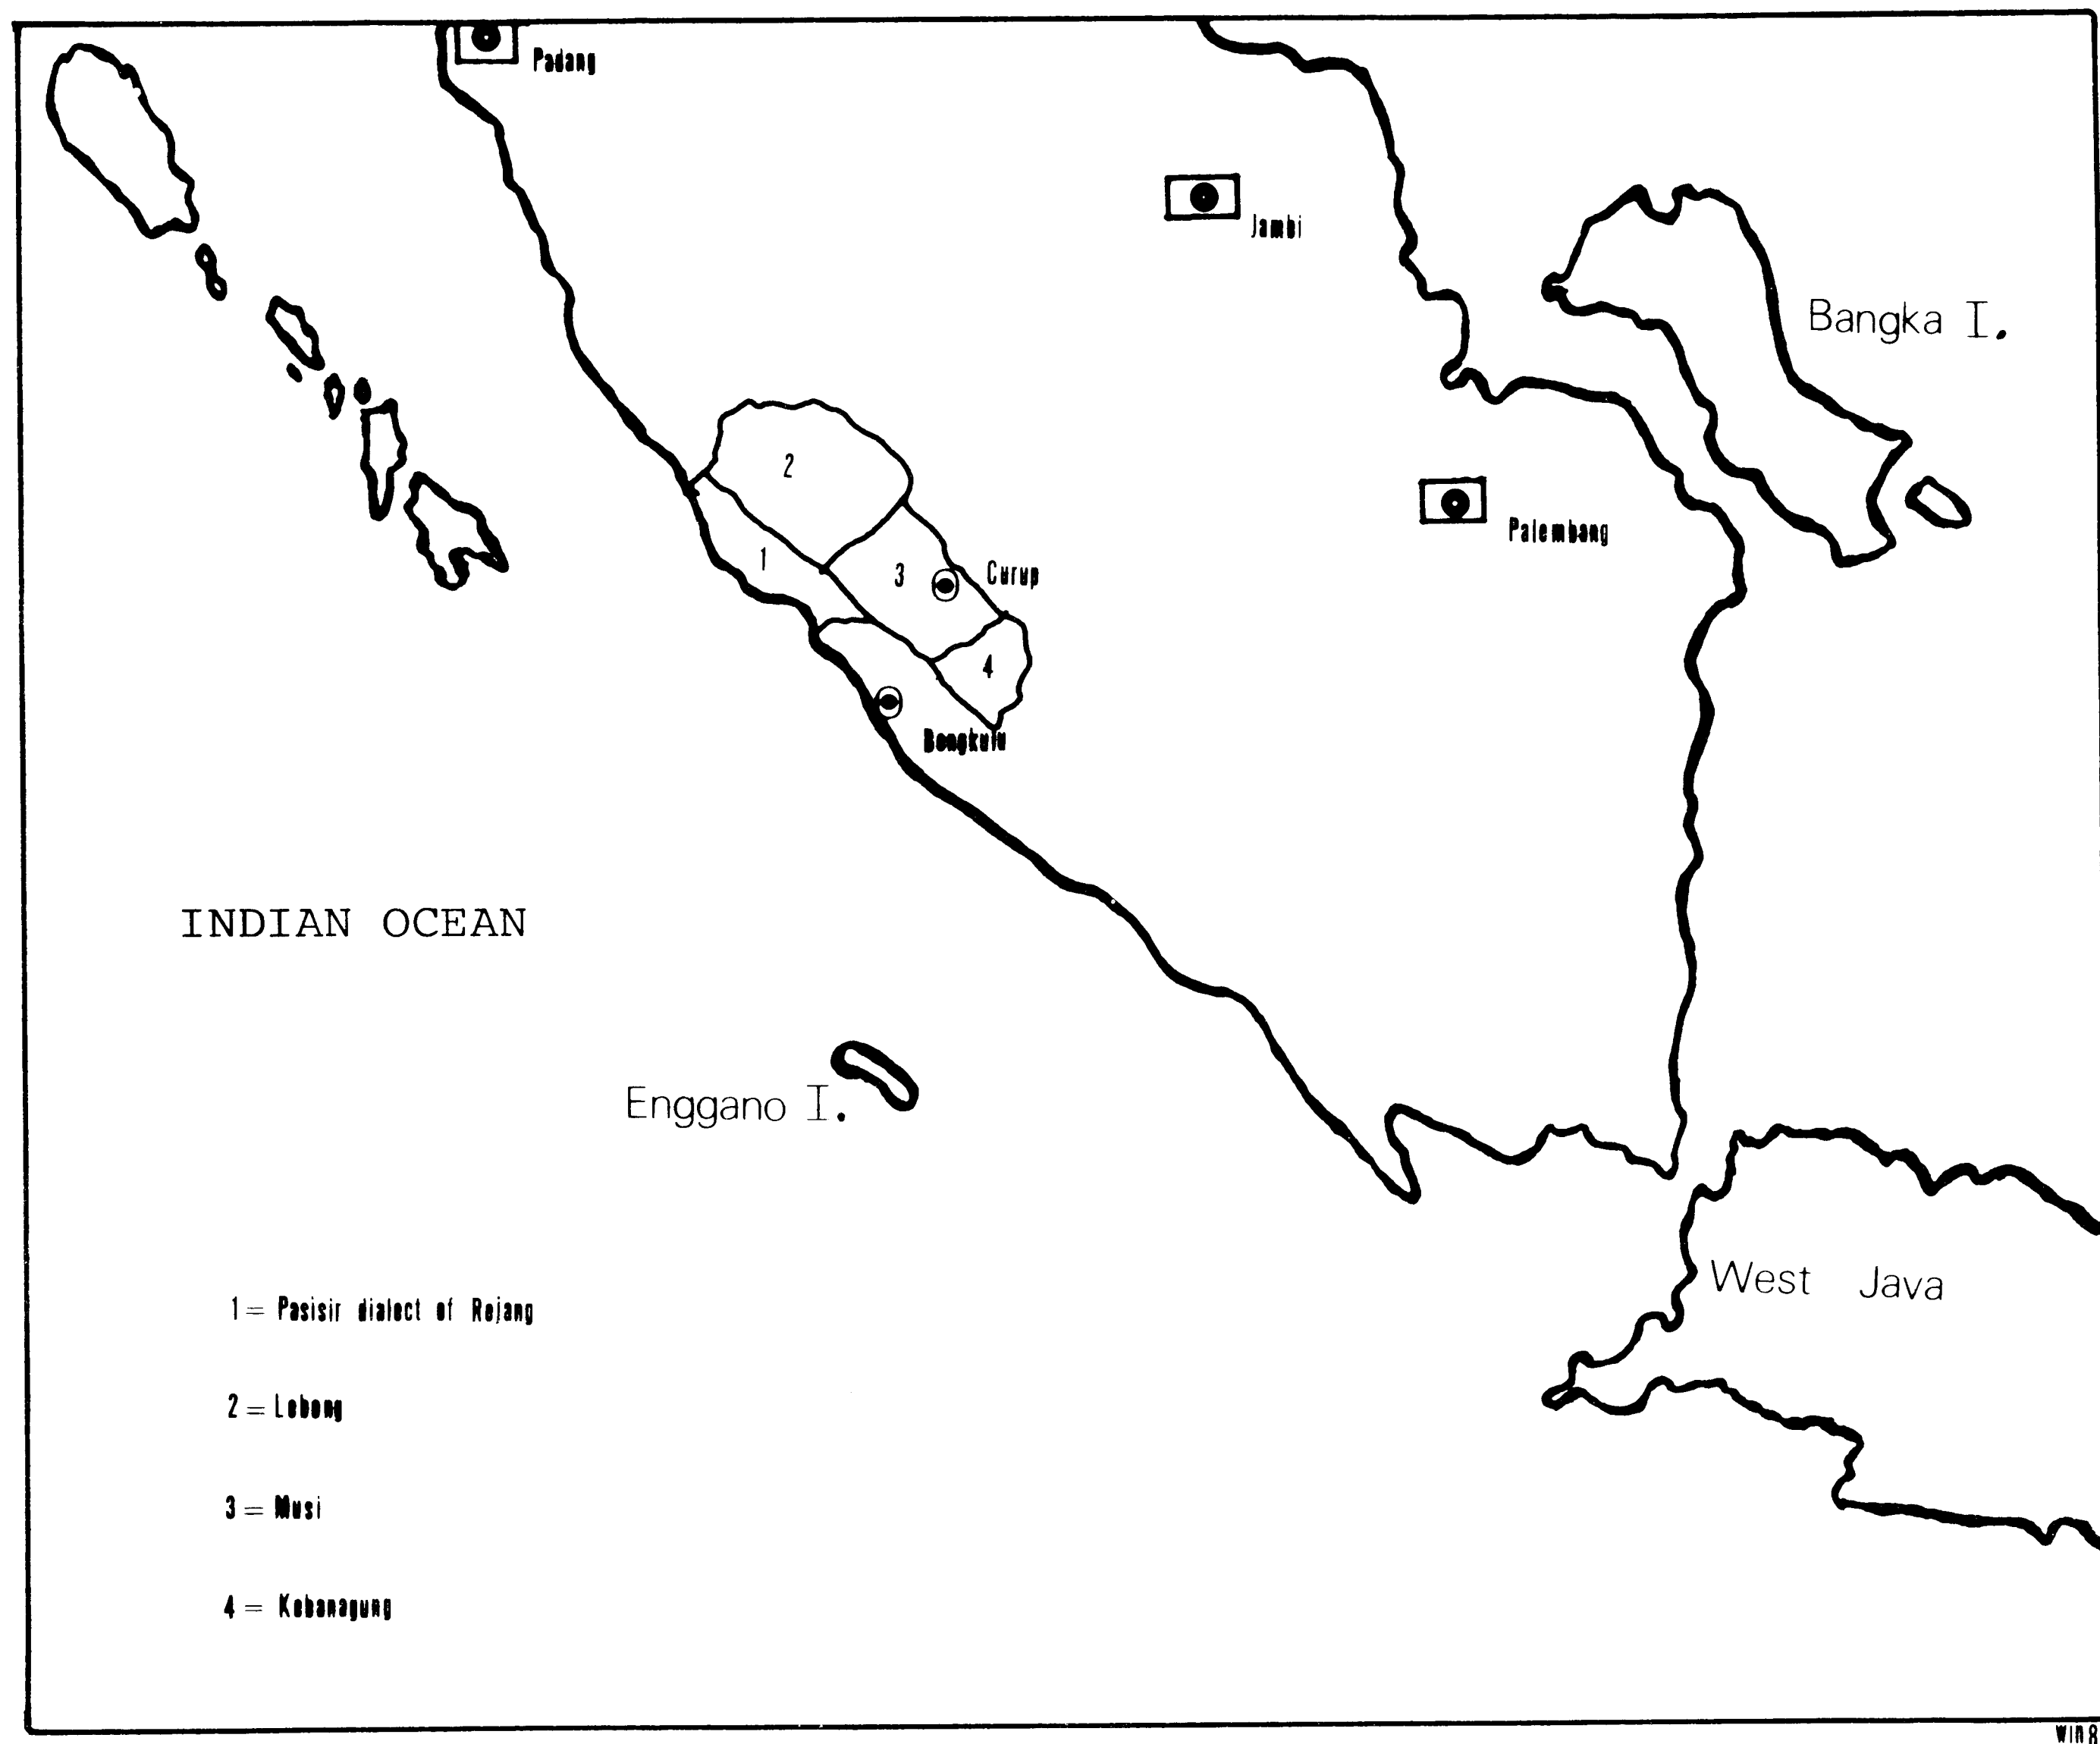 Padang
Jambi
Bangka I.
2
Palembang
1
3
Curup
4
Bengkulu
INDIAN OCEAN
Enggano I.
West Java
1 = Pasisir dialect of Rejang
2 = Lebong
3 = Musi
4 = Kebanagung
WIN8